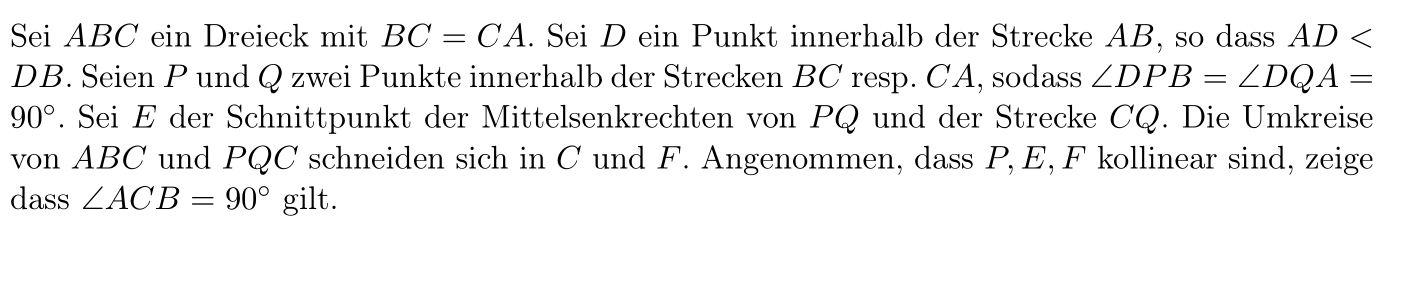 Sei ABC ein Dreieck mit BC = CA. Sei D ein Punkt innerhalb der Strecke AB, so dass AD <
DB. Seien P und Q zwei Punkte innerhalb der Strecken BC resp. CA, sodass ∠DPB = ∠DQA =
90°. Sei E der Schnittpunkt der Mittelsenkrechten von PQ und der Strecke CQ. Die Umkreise
von ABC und PQC schneiden sich in C und F. Angenommen, dass P, E, F kollinear sind, zeige
dass ∠ACB = 90° gilt.